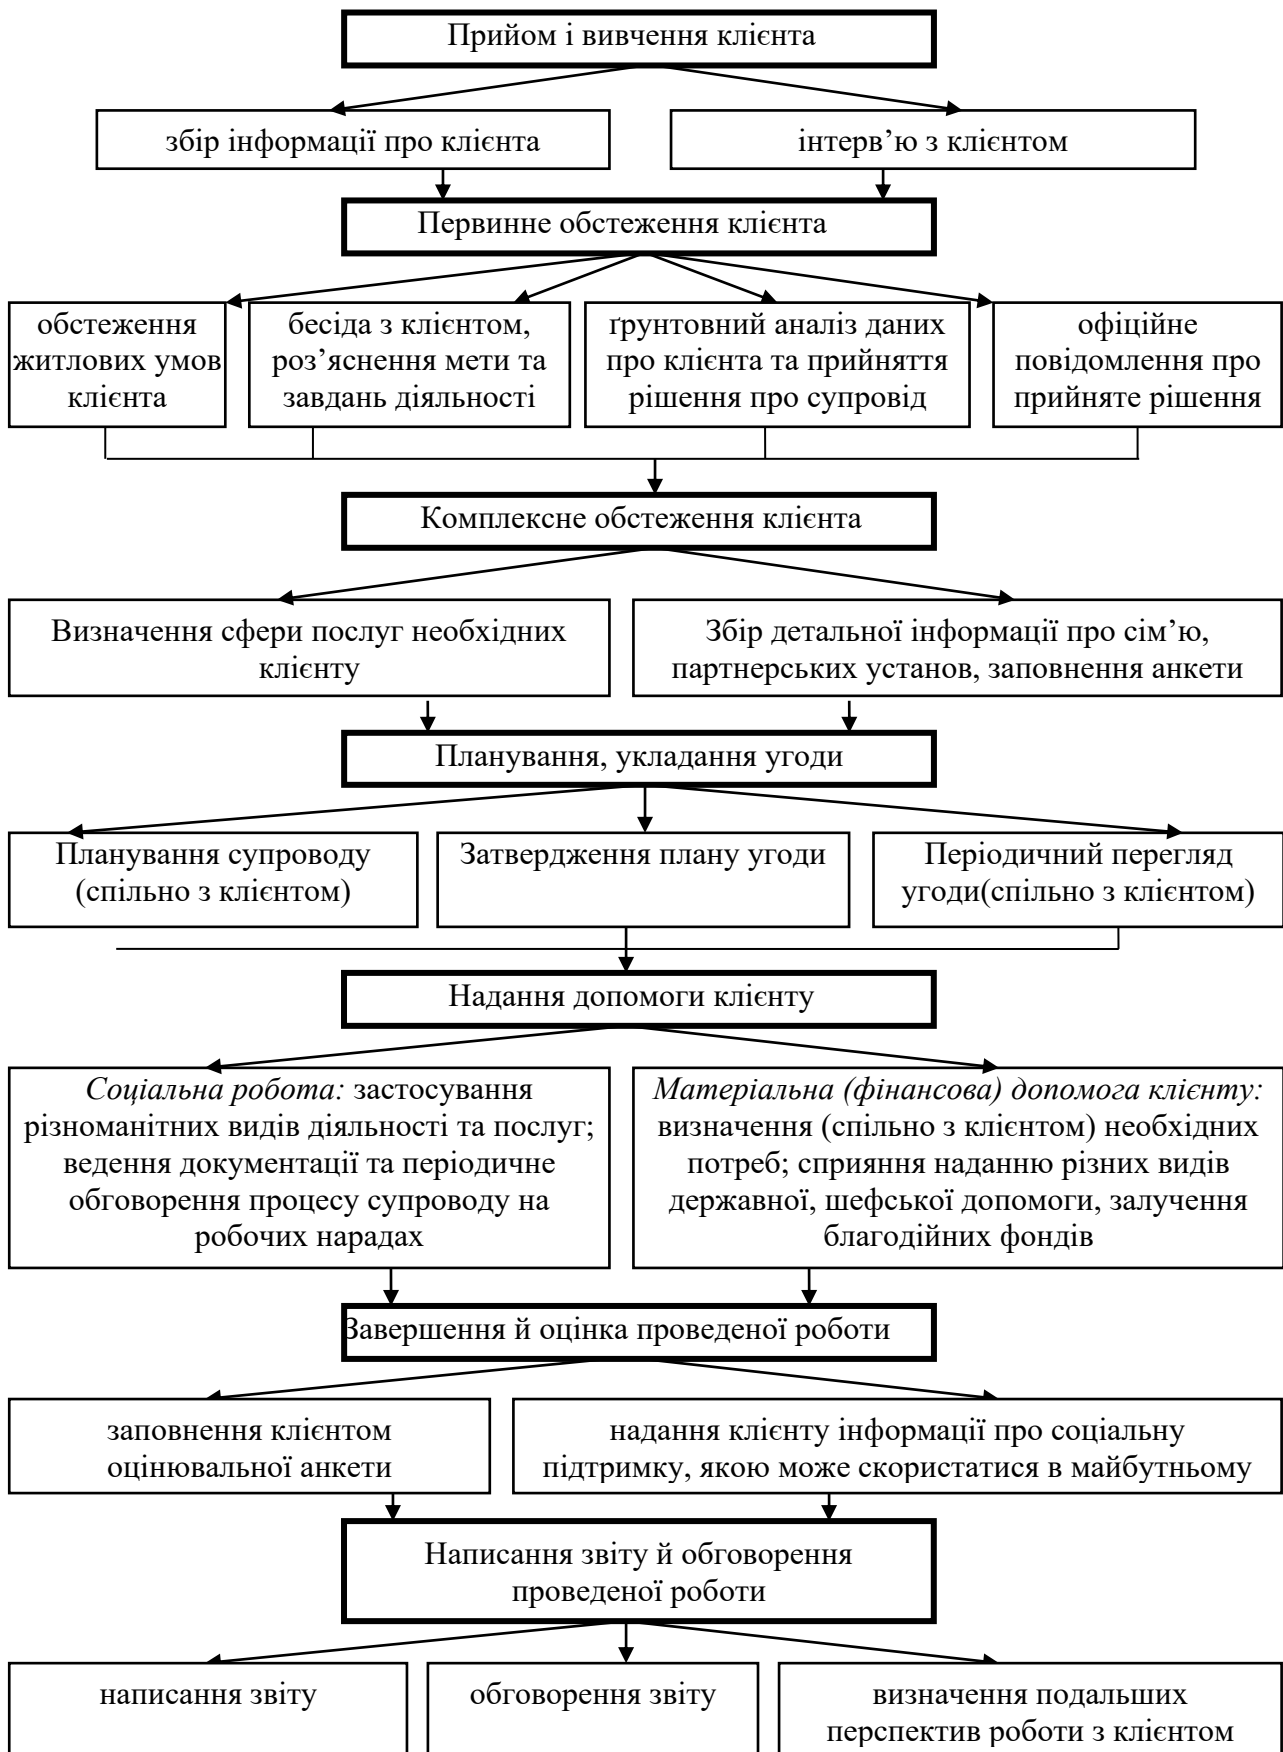 Прийом і вивчення клієнта
збір інформації про клієнта
інтерв’ю з клієнтом
Первинне обстеження клієнта
обстеження
житлових умов
клієнта
бесіда з клієнтом,
роз’яснення мети та
завдань діяльності
ґрунтовний аналіз даних
про клієнта та прийняття
рішення про супровід
офіційне
повідомлення про
прийняте рішення
Комплексне обстеження клієнта
Визначення сфери послуг необхідних
клієнту
Збір детальної інформації про сім’ю,
партнерських установ, заповнення анкети
Планування, укладання угоди
Планування супроводу
(спільно з клієнтом)
Затвердження плану угоди
Періодичний перегляд
угоди(спільно з клієнтом)
Надання допомоги клієнту
Соціальна робота: застосування
різноманітних видів діяльності та послуг;
ведення документації та періодичне
обговорення процесу супроводу на
робочих нарадах
Матеріальна (фінансова) допомога клієнту:
визначення (спільно з клієнтом) необхідних
потреб; сприяння наданню різних видів
державної, шефської допомоги, залучення
благодійних фондів
Завершення й оцінка проведеної роботи
заповнення клієнтом
оцінювальної анкети
надання клієнту інформації про соціальну
підтримку, якою може скористатися в майбутньому
Написання звіту й обговорення
проведеної роботи
написання звіту
обговорення звіту
визначення подальших
перспектив роботи з клієнтом